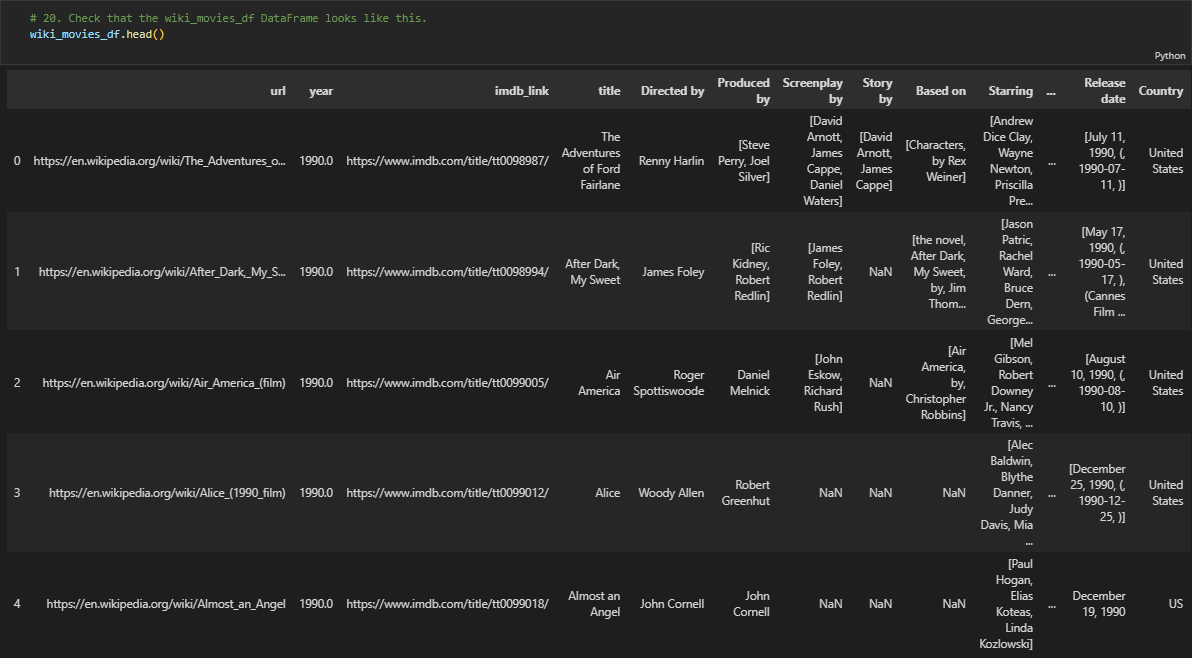 # 20. Check that the wiki_movies_df DataFrame looks like this.
wiki_movies_df.head()
Python
url year imdb_link title Directed by Produced by Screenplay by Story by Based on Starring ... Release date Country
0 https://en.wikipedia.org/wiki/The_Adventures_o... 1990.0 https://www.imdb.com/title/tt0098987/ The Adventures of Ford Fairlane Renny Harlin [Steve Perry, Joel Silver] [David Arnott, James Cappe, Daniel Waters] [David Arnott, James Cappe] [Characters, by Rex Weiner] [Andrew Dice Clay, Wayne Newton, Priscilla Pre... ... [July 11, 1990, (, 1990-07-11, )] United States
1 https://en.wikipedia.org/wiki/After_Dark,_My_S... 1990.0 https://www.imdb.com/title/tt0098994/ After Dark, My Sweet James Foley [Ric Kidney, Robert Redlin] [James Foley, Robert Redlin] NaN [the novel, After Dark, My Sweet, by, Jim Thom... [Jason Patric, Rachel Ward, Bruce Dern, George... ... [May 17, 1990, (, 1990-05-17, ), (Cannes Film ... United States
2 https://en.wikipedia.org/wiki/Air_America_(film) 1990.0 https://www.imdb.com/title/tt0099005/ Air America Roger Spottiswoode Daniel Melnick [John Eskow, Richard Rush] NaN [Air America, by, Christopher Robbins] [Mel Gibson, Robert Downey Jr., Nancy Travis, ... ... [August 10, 1990, (, 1990-08-10, )] United States
3 https://en.wikipedia.org/wiki/Alice_(1990_film) 1990.0 https://www.imdb.com/title/tt0099012/ Alice Woody Allen Robert Greenhut NaN NaN NaN [Alec Baldwin, Blythe Danner, Judy Davis, Mia ... ... [December 25, 1990, (, 1990-12-25, )] United States
4 https://en.wikipedia.org/wiki/Almost_an_Angel 1990.0 https://www.imdb.com/title/tt0099018/ Almost an Angel John Cornell John Cornell NaN NaN NaN [Paul Hogan, Elias Koteas, Linda Kozlowski] ... December 19, 1990 US